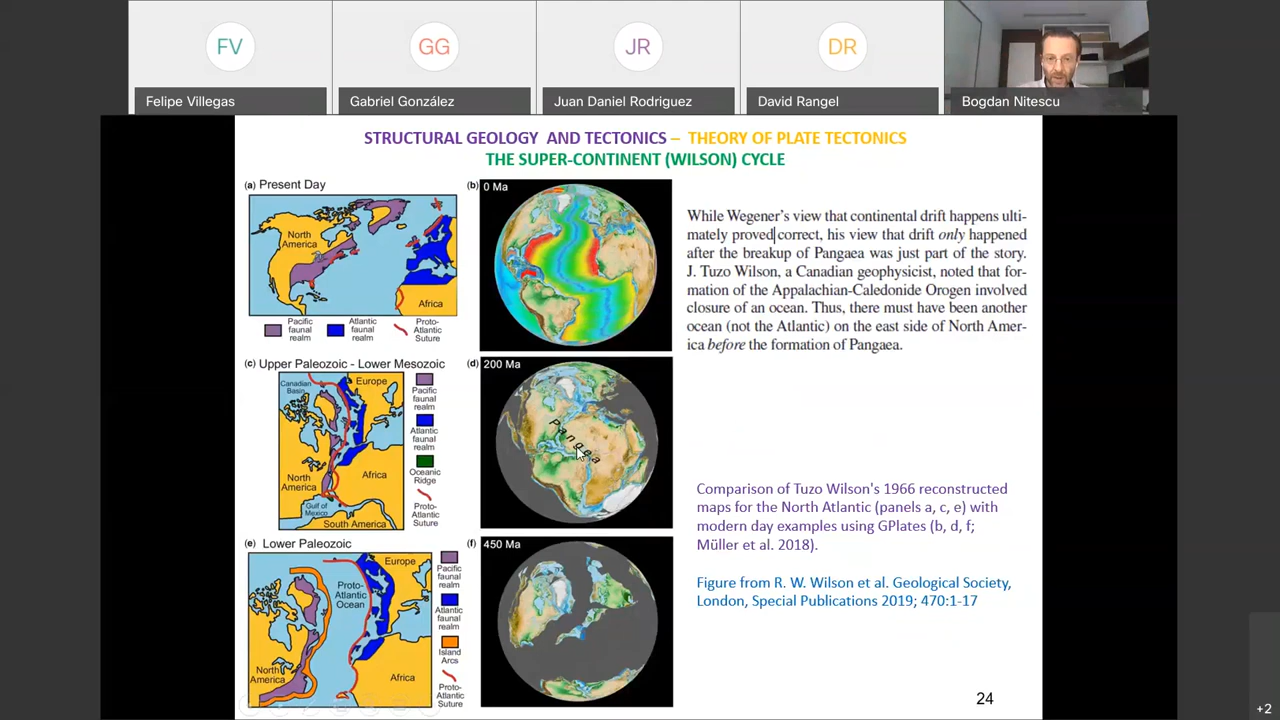 FV
GG
JR
DR
Felipe Villegas
Gabriel González
Juan Daniel Rodriguez
David Rangel
Bogdan Nitescu
STRUCTURAL GEOLOGY AND TECTONICS – THEORY OF PLATE TECTONICS
THE SUPER-CONTINENT (WILSON) CYCLE
(a) Present Day
North
America
Africa
Pacific
faunal
realm
Atlantic
faunal
realm
Proto-
Atlantic
Suture
(b)
0 Ma
While Wegener's view that continental drift happens ulti-
mately proved correct, his view that drift only happened
after the breakup of Pangaea was just part of the story.
J. Tuzo Wilson, a Canadian geophysicist, noted that for-
mation of the Appalachian-Caledonide Orogen involved
closure of an ocean. Thus, there must have been another
ocean (not the Atlantic) on the east side of North Amer-
ica before the formation of Pangaea.
(c) Upper Paleozoic - Lower Mesozoic
Canadian
Basin
Europe
North
America
Africa
Gulf of
Mexico
South America
Pacific
faunal
realm
Atlantic
faunal
realm
Oceanic
Ridge
Proto-
Atlantic
Suture
(d)
200 Ma
Pangea
Comparison of Tuzo Wilson's 1966 reconstructed
maps for the North Atlantic (panels a, c, e) with
modern day examples using GPlates (b, d, f;
Müller et al. 2018).
(e) Lower Paleozoic
Europe
Proto-
Atlantic
Ocean
North
America
Africa
Pacific
faunal
realm
Atlantic
faunal
realm
Island
Arcs
Proto-
Atlantic
Suture
(f)
450 Ma
Figure from R. W. Wilson et al. Geological Society,
London, Special Publications 2019; 470:1-17
24
+2